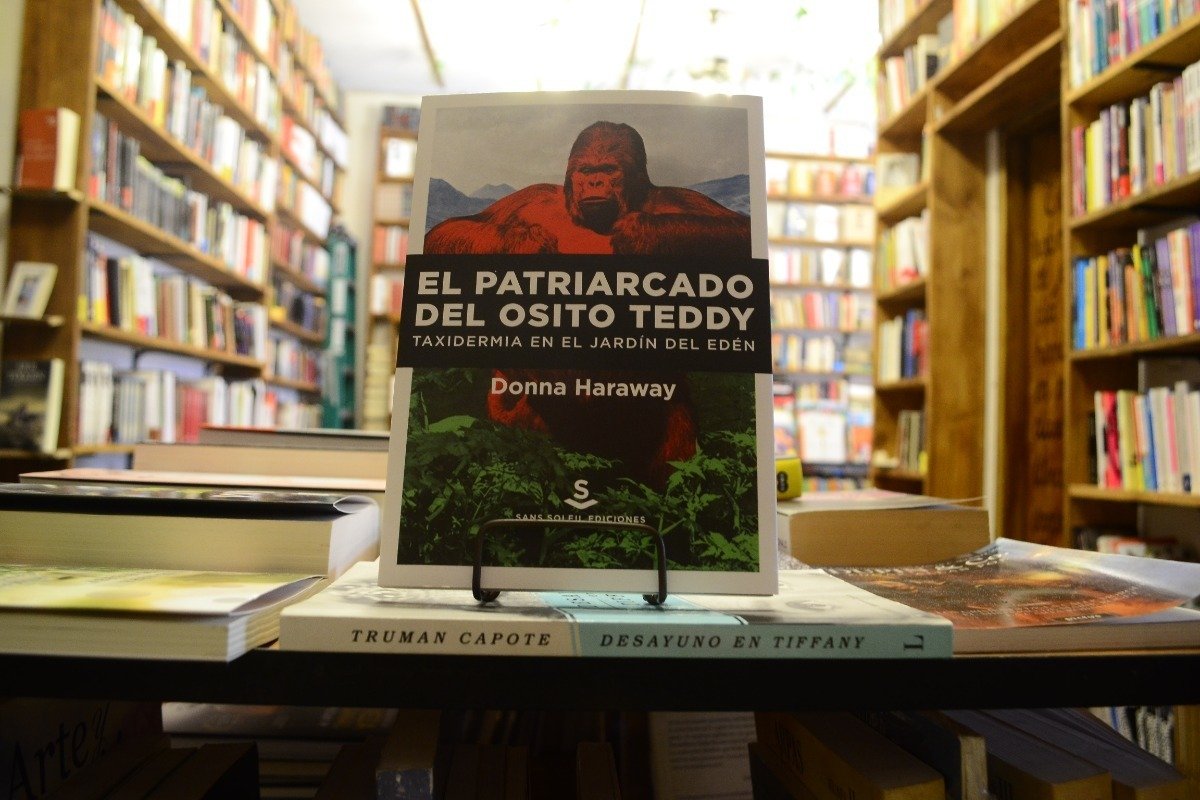 EL PATRIARCADO
DEL OSITO TEDDY
TAXIDERMIA EN EL JARDÍN DEL EDÉN
Donna Haraway
S
SANS SOLEIL EDICIONES
TRUMAN CAPOTE DESAYUNO EN TIFFANY L
Arte